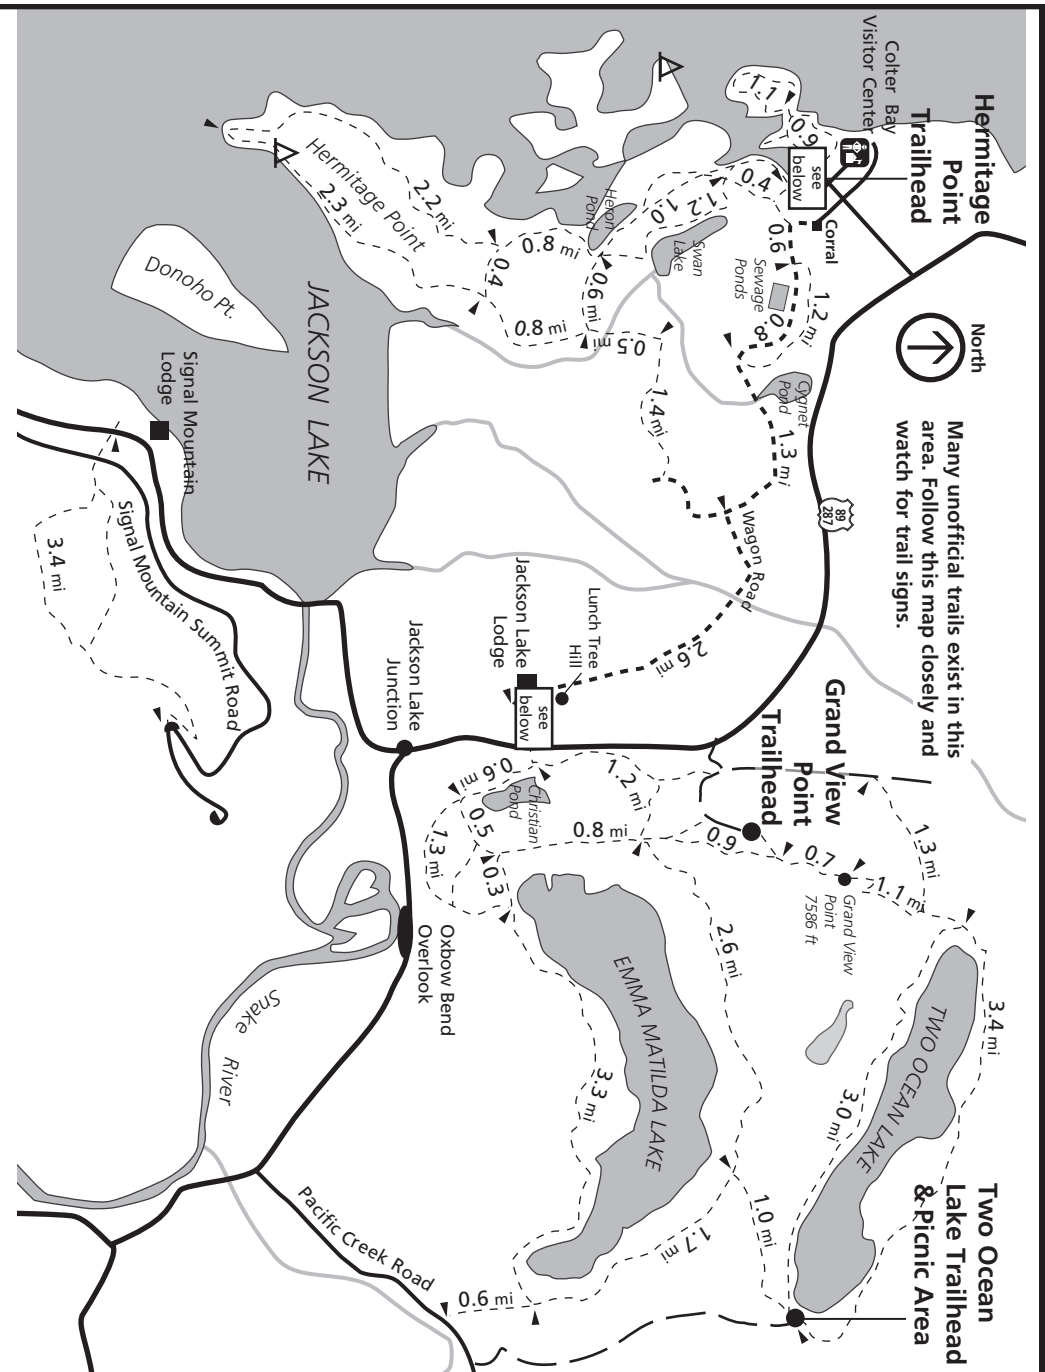 Hermitage
Point
Trailhead
Colter Bay
Visitor Center
1.1
0.9
see
below
0.4
Corral
0.6
Sewage
Ponds
0.8
1.2 mi
1.2
1.0
Swan
Lake
Heron
Pond
Cygnet
Pond
1.3 mi
Hermitage Point
2.2 mi
2.3 mi
0.8 mi
0.4
0.6 mi
0.8 mi
0.5 mi
1.4 mi
Donoho Pt.
JACKSON LAKE
Signal Mountain
Lodge
North
Many unofficial trails exist in this
area. Follow this map closely and
watch for trail signs.
89
287
Wagon Road
2.6 mi
Lunch Tree
Hill
Jackson Lake
Lodge
see
below
Jackson Lake
Junction
Signal Mountain Summit Road
3.4 mi
Grand View
Point
Trailhead
0.9
0.7
1.1 mi
1.3 mi
Grand View
Point
7586 ft
1.2 mi
0.6 mi
Christian
Pond
0.5
0.8 mi
1.3 mi
0.3
2.6 mi
EMMA MATILDA LAKE
3.3 mi
TWO OCEAN LAKE
3.4 mi
3.0 mi
Oxbow Bend
Overlook
Snake
River
Two Ocean
Lake Trailhead
& Picnic Area
1.0 mi
1.7 mi
Pacific Creek Road
0.6 mi